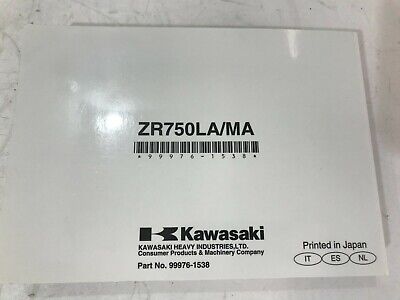 ZR750LA/MA
*99976-1538*
Kawasaki
KAWASAKI HEAVY INDUSTRIES,LTD.
Consumer Products & Machinery Company
Part No. 99976-1538
Printed in Japan
IT ES NL